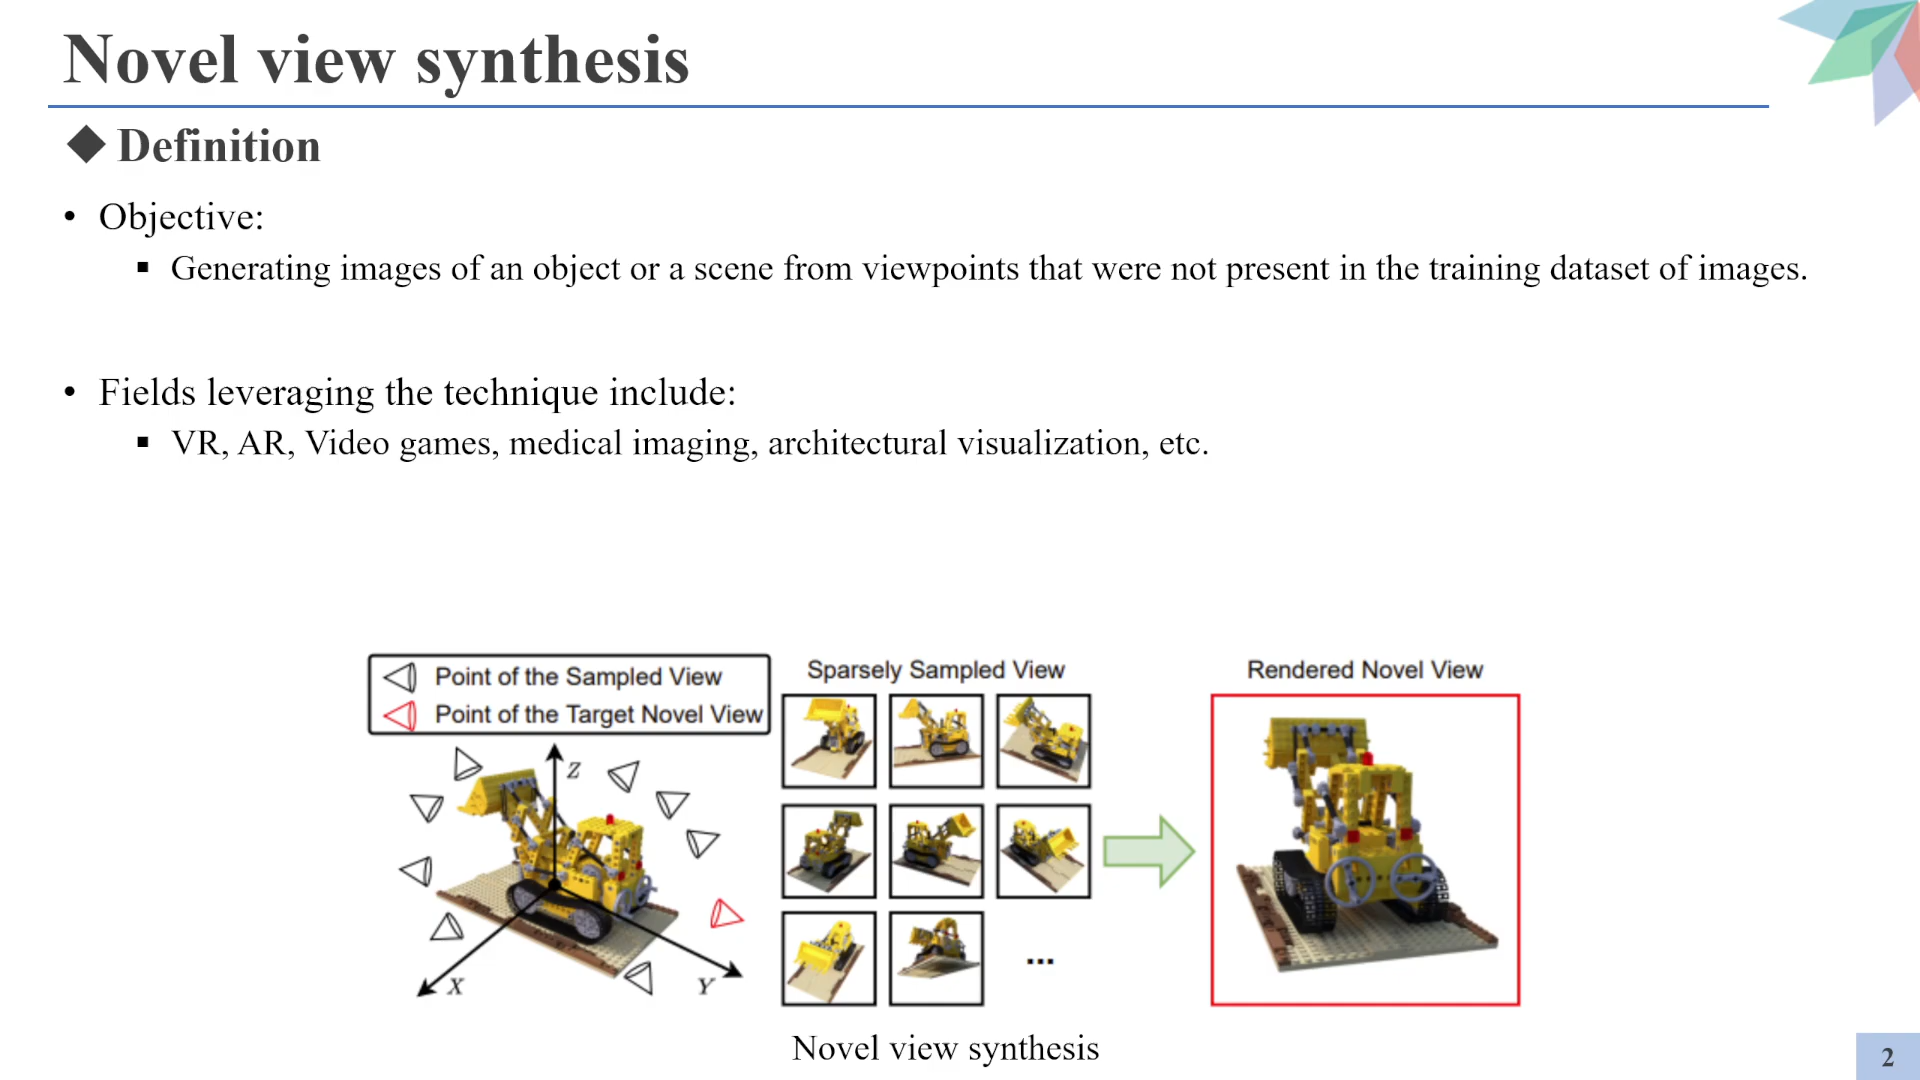 Novel view synthesis
◆ Definition
• Objective:
▪ Generating images of an object or a scene from viewpoints that were not present in the training dataset of images.
• Fields leveraging the technique include:
▪ VR, AR, Video games, medical imaging, architectural visualization, etc.
Point of the Sampled View
Point of the Target Novel View
Z
X
Y
Sparsely Sampled View
...
Rendered Novel View
Novel view synthesis
2